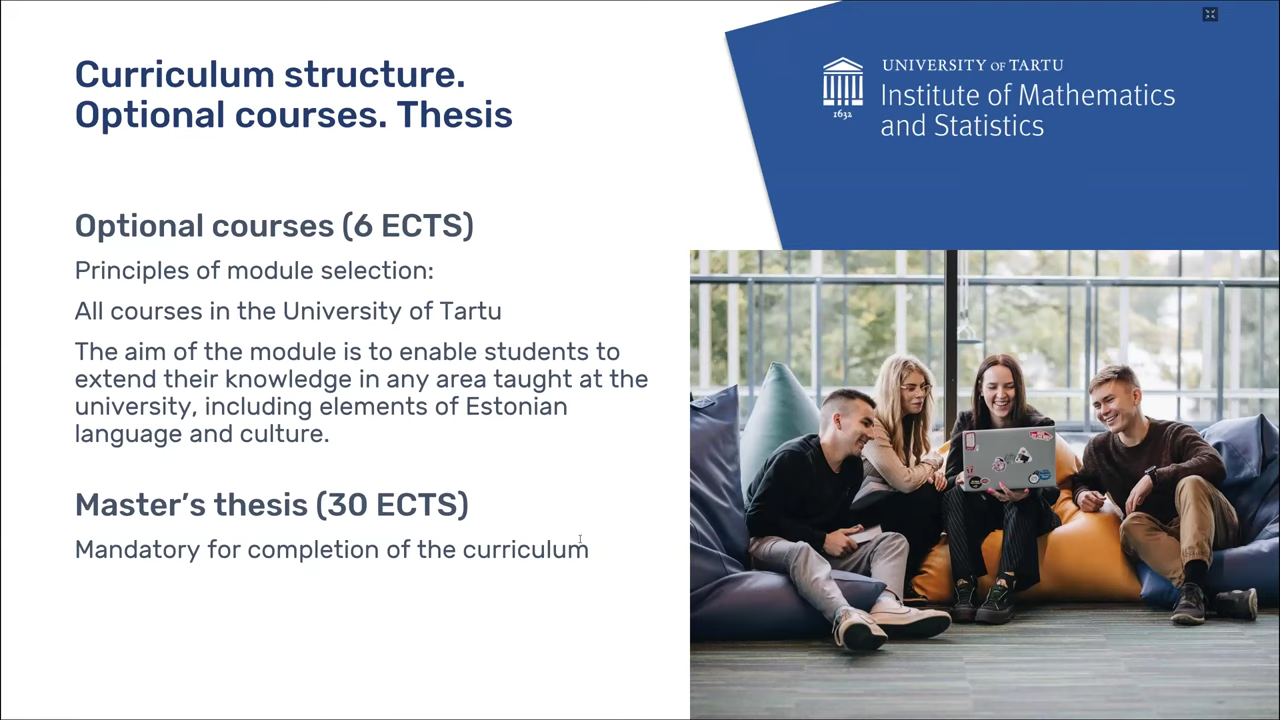 Curriculum structure.
Optional courses. Thesis
UNIVERSITY OF TARTU
Institute of Mathematics
and Statistics
1632
Optional courses (6 ECTS)
Principles of module selection:
All courses in the University of Tartu
The aim of the module is to enable students to
extend their knowledge in any area taught at the
university, including elements of Estonian
language and culture.
Master’s thesis (30 ECTS)
Mandatory for completion of the curriculum